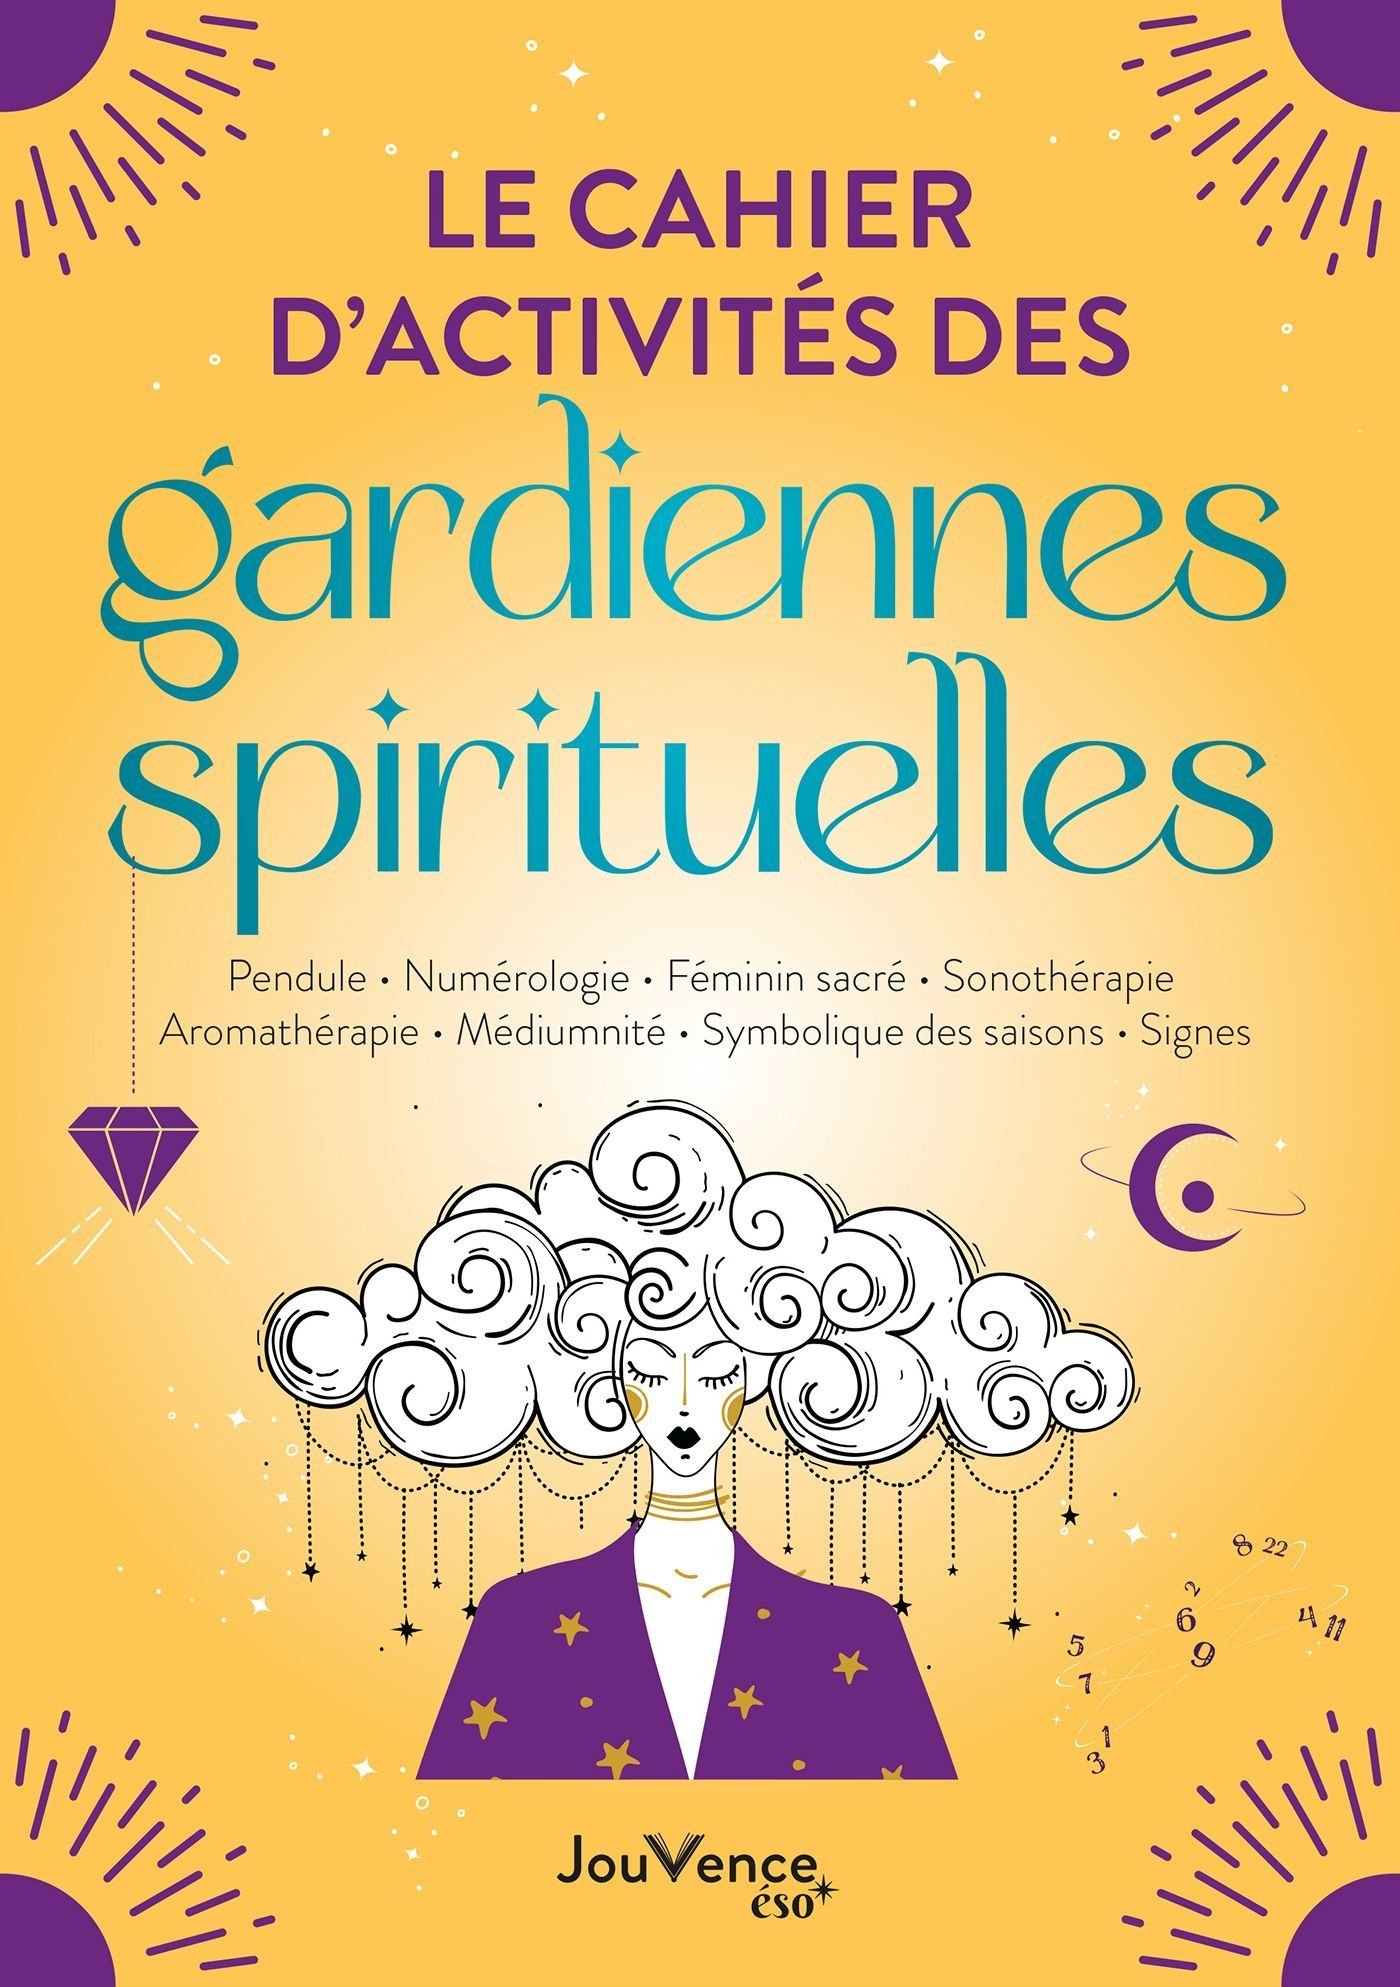 LE CAHIER
D'ACTIVITÉS DES
gardiennes
spirituelles
Pendule • Numérologie • Féminin sacré • Sonothérapie
Aromathérapie • Médiumnité • Symbolique des saisons • Signes
8 22
2
6
4 11
5
9
7
1
3
Jouvence
éso